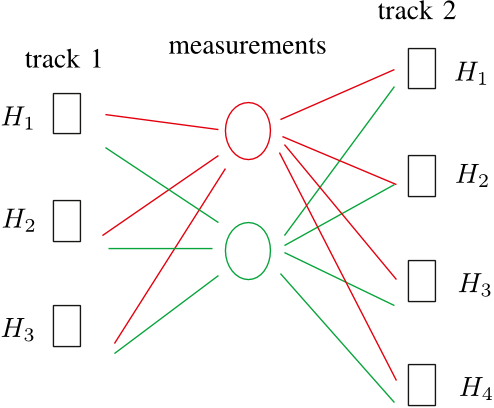 track 2
measurements
track 1
H₁
H₁
H₂
H₂
H₃
H₃
H₄